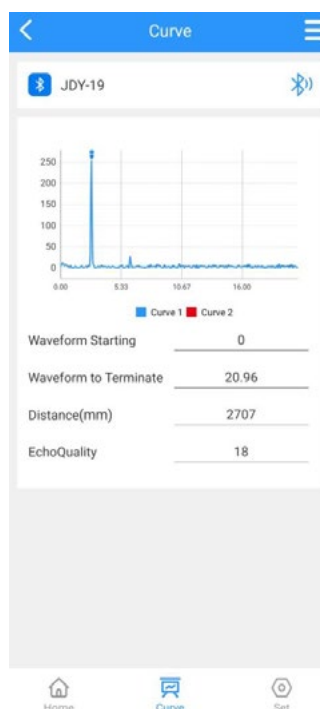 Curve
JDY-19
250
200
150
100
50
0
0.00 5.33 10.67 16.00
Curve 1 Curve 2
Waveform Starting 0
Waveform to Terminate 20.96
Distance(mm) 2707
EchoQuality 18
Home Curve Set